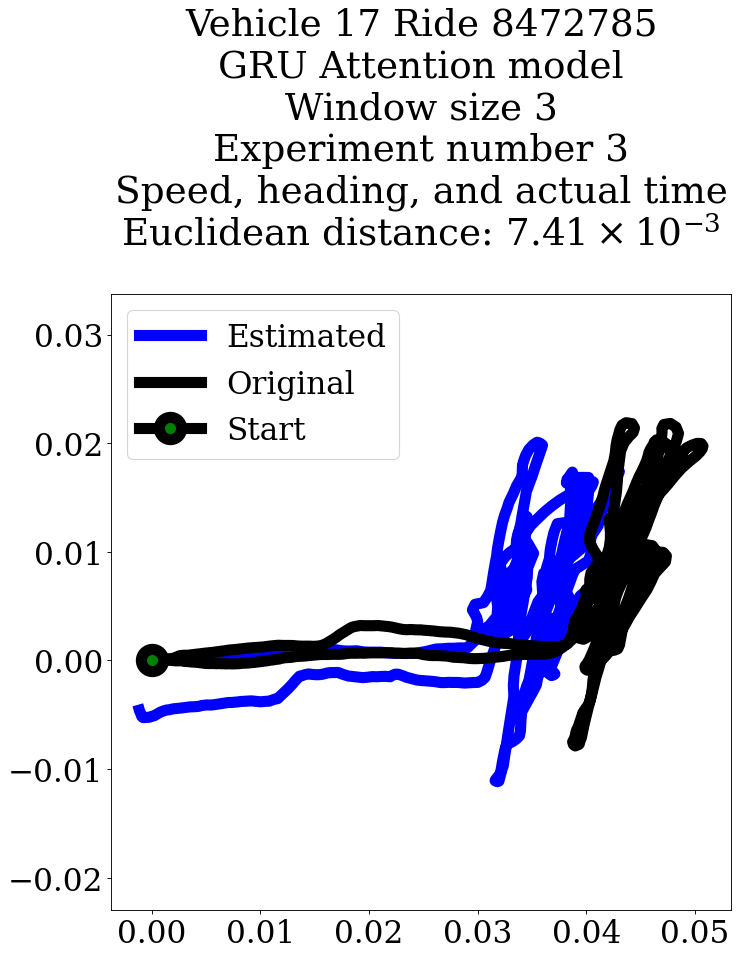 Vehicle 17 Ride 8472785
GRU Attention model
Window size 3
Experiment number 3
Speed, heading, and actual time
Euclidean distance: 7.41 × 10⁻³
Estimated
Original
Start
0.03
0.02
0.01
0.00
−0.01
−0.02
0.00 0.01 0.02 0.03 0.04 0.05